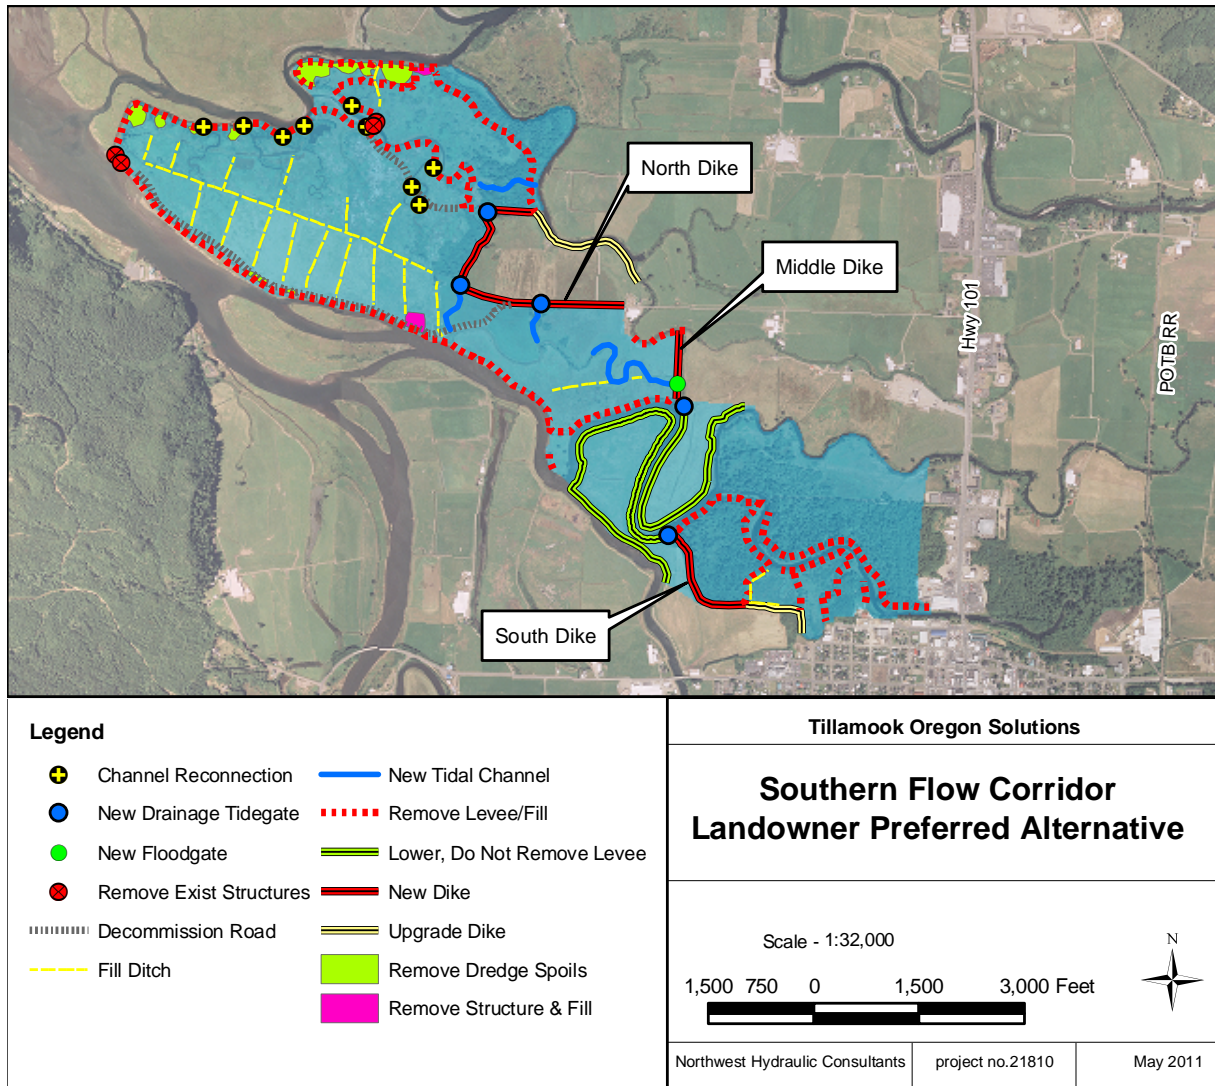 North Dike
Middle Dike
Hwy 101
POTB RR
South Dike
Legend
Channel Reconnection
New Drainage Tidegate
New Floodgate
Remove Exist Structures
Decommission Road
Fill Ditch
New Tidal Channel
Remove Levee/Fill
Lower, Do Not Remove Levee
New Dike
Upgrade Dike
Remove Dredge Spoils
Remove Structure & Fill
Tillamook Oregon Solutions
Southern Flow Corridor
Landowner Preferred Alternative
Scale - 1:32,000
1,500 750 0 1,500 3,000 Feet
N
Northwest Hydraulic Consultants project no.21810 May 2011